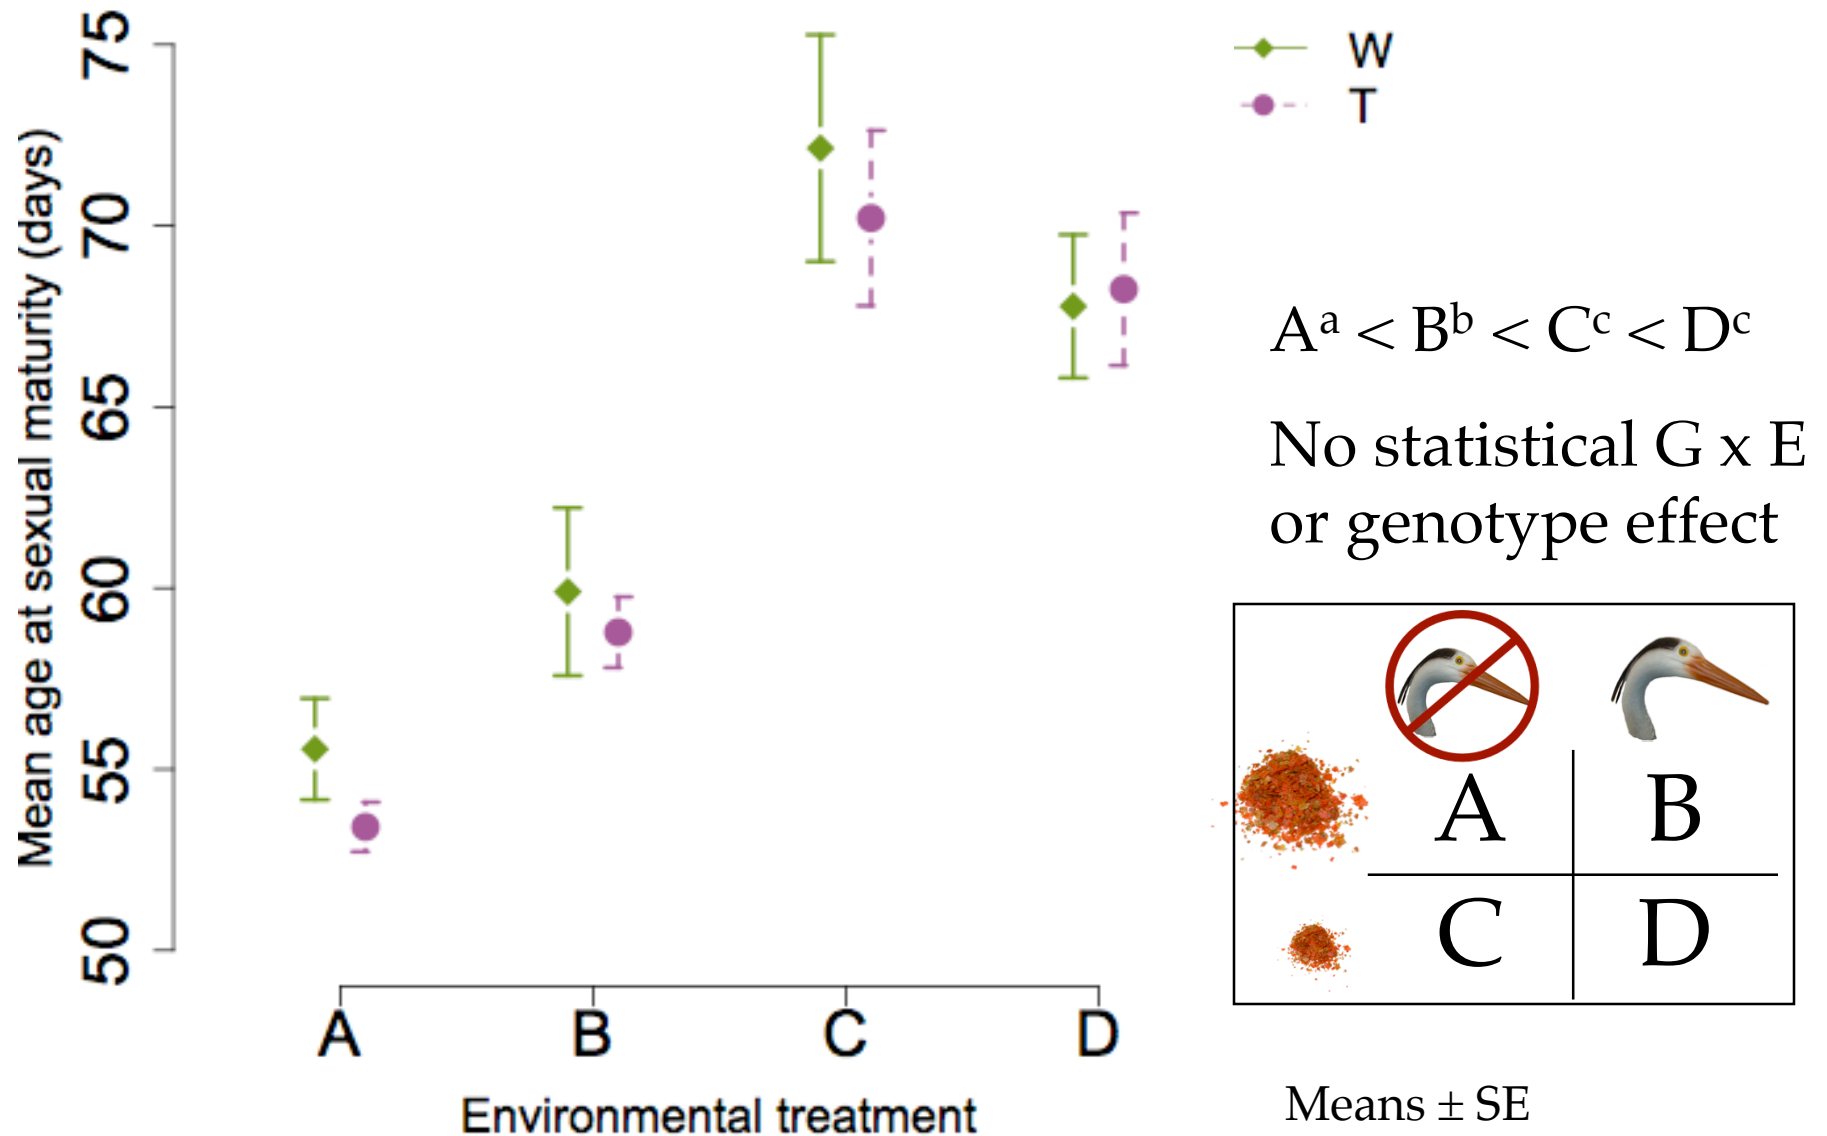 75
70
65
60
55
50
Mean age at sexual maturity (days)
A
B
C
D
Environmental treatment
W
T
Aᵃ < Bᵇ < Cᶜ < Dᶜ
No statistical G x E
or genotype effect
A
B
C
D
Means ± SE